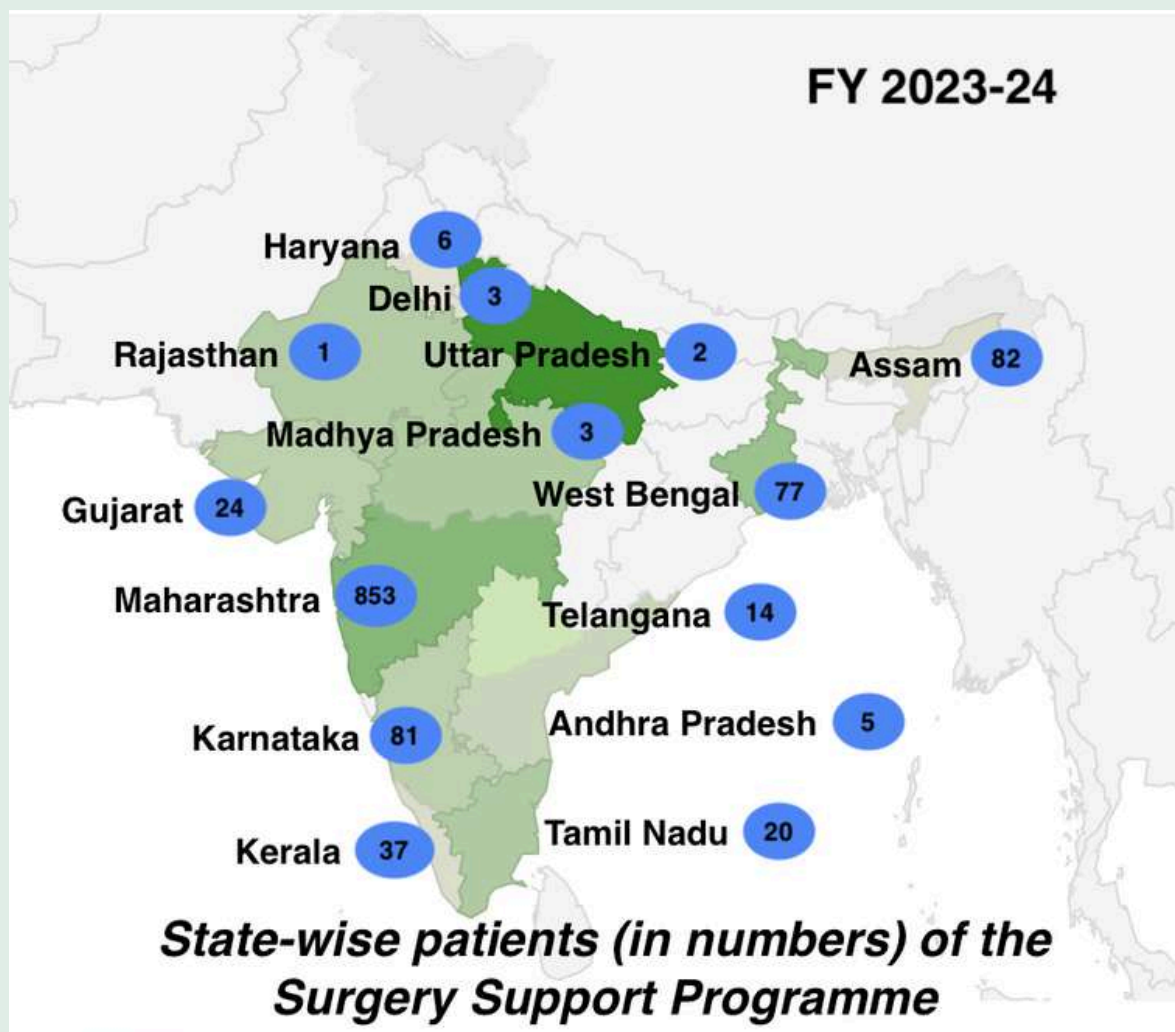 FY 2023-24
Haryana 6
Delhi 3
Rajasthan 1
Uttar Pradesh 2
Assam 82
Madhya Pradesh 3
West Bengal 77
Gujarat 24
Maharashtra 853
Telangana 14
Karnataka 81
Andhra Pradesh 5
Kerala 37
Tamil Nadu 20
State-wise patients (in numbers) of the
Surgery Support Programme